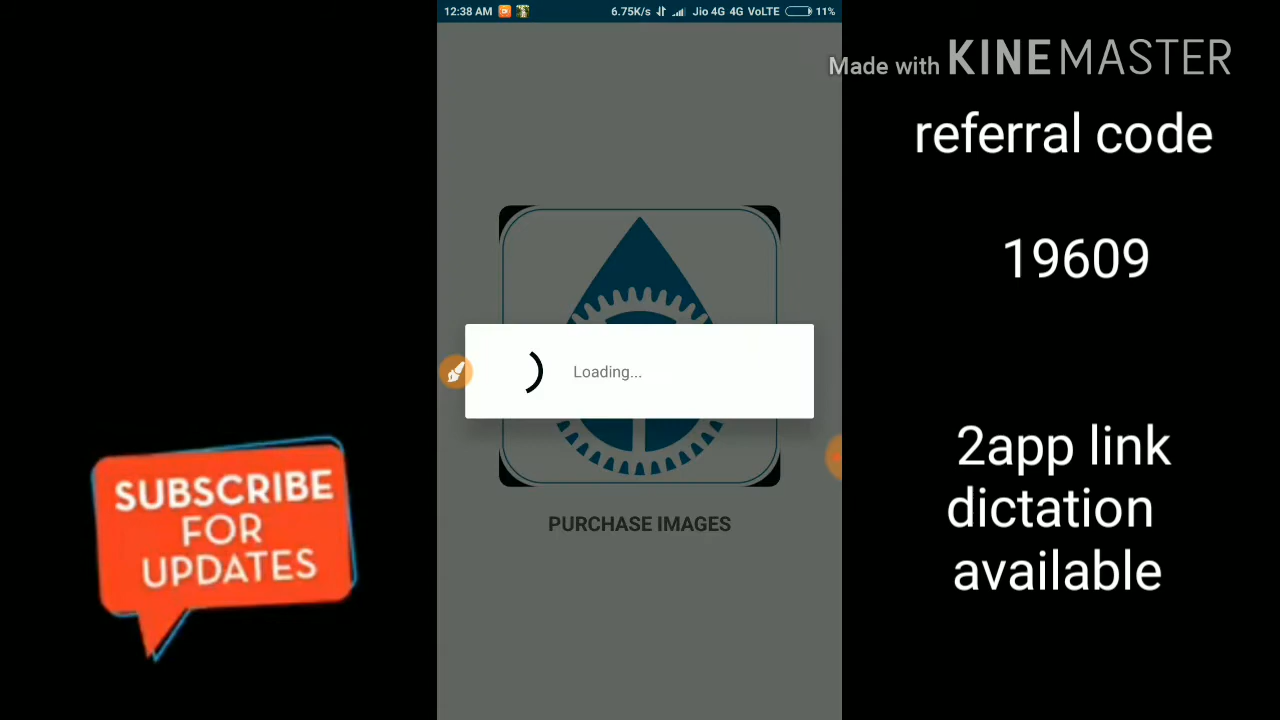 12:38 AM 6.75K/s Jio 4G 4G VoLTE 11%
Made with KINEMASTER
referral code
19609
Loading...
2app link
dictation
available
SUBSCRIBE
FOR
UPDATES
PURCHASE IMAGES